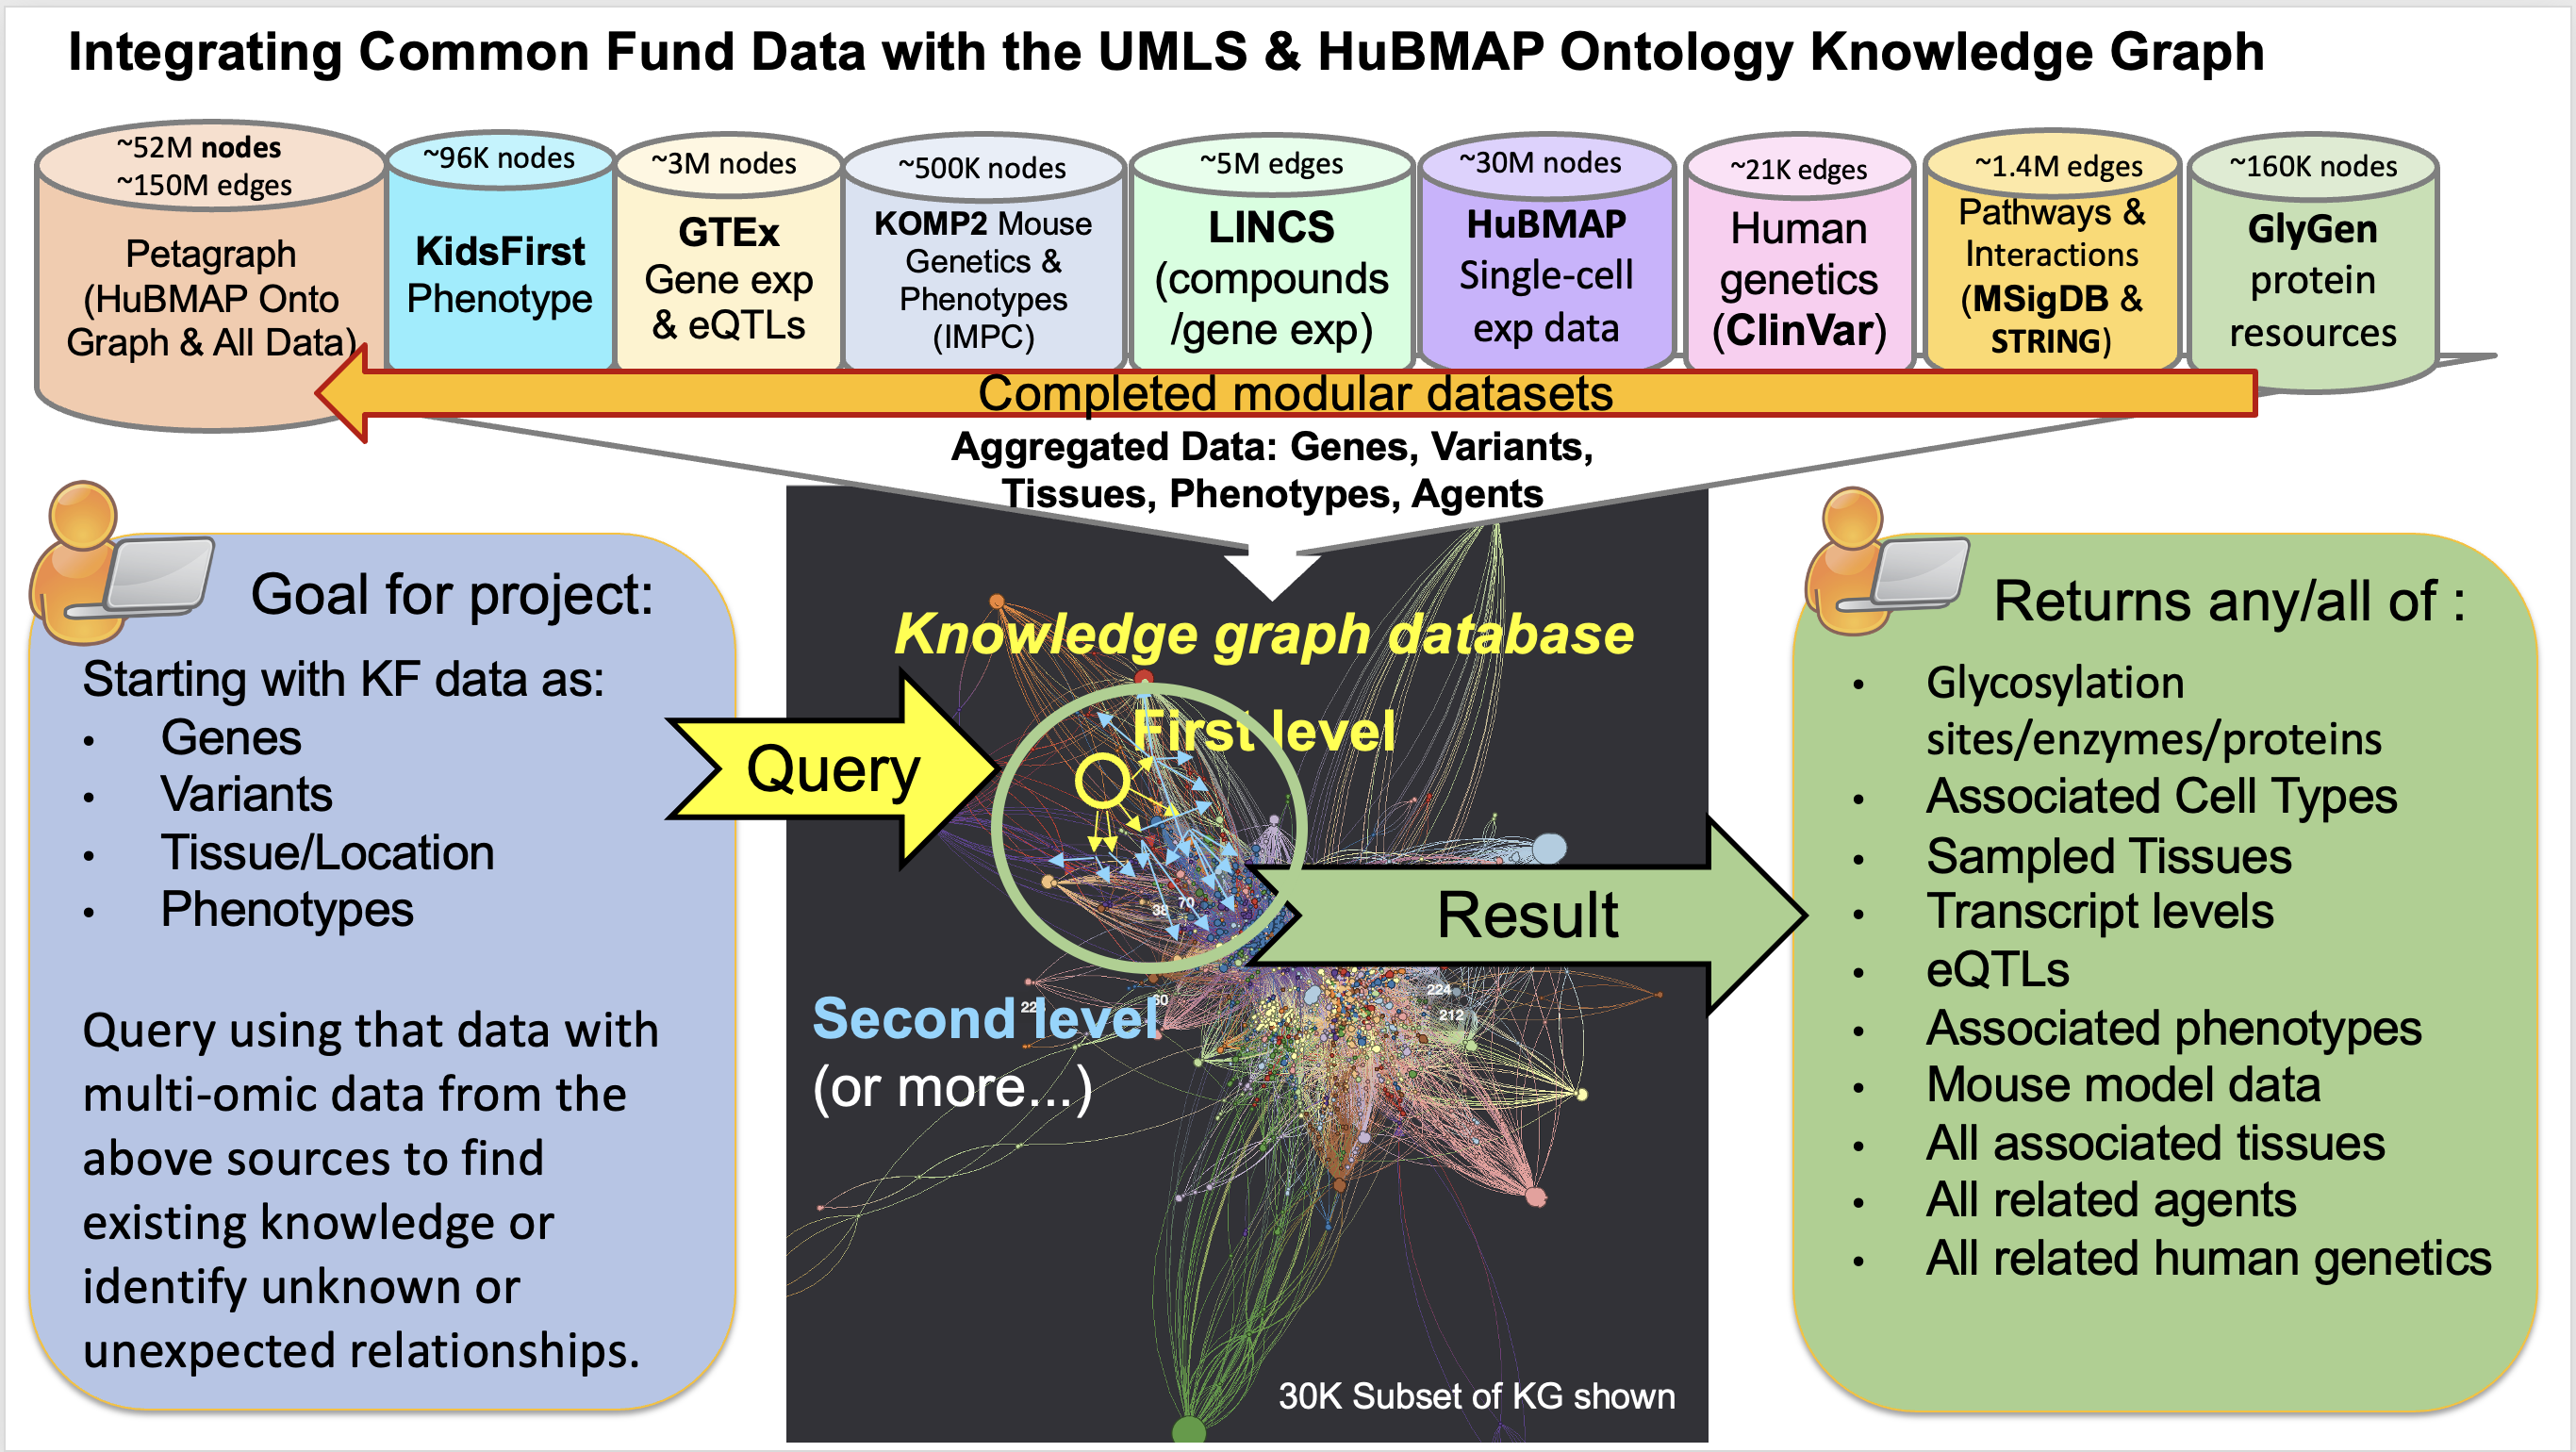 Integrating Common Fund Data with the UMLS & HuBMAP Ontology Knowledge Graph
~52M nodes
~150M edges
Petagraph
(HuBMAP Onto
Graph & All Data)
~96K nodes
KidsFirst
Phenotype
~3M nodes
GTEx
Gene exp
& eQTLs
~500K nodes
KOMP2 Mouse
Genetics &
Phenotypes
(IMPC)
~5M edges
LINCS
(compounds
/gene exp)
~30M nodes
HuBMAP
Single-cell
exp data
~21K edges
Human
genetics
(ClinVar)
~1.4M edges
Pathways &
Interactions
(MSigDB &
STRING)
~160K nodes
GlyGen
protein
resources
Completed modular datasets
Aggregated Data: Genes, Variants,
Tissues, Phenotypes, Agents
Goal for project:
Starting with KF data as:
• Genes
• Variants
• Tissue/Location
• Phenotypes
Query using that data with
multi-omic data from the
above sources to find
existing knowledge or
identify unknown or
unexpected relationships.
Query
Knowledge graph database
First level
38 70
Second level
22
60
(or more...)
224
212
30K Subset of KG shown
Result
Returns any/all of :
• Glycosylation
sites/enzymes/proteins
• Associated Cell Types
• Sampled Tissues
• Transcript levels
• eQTLs
• Associated phenotypes
• Mouse model data
• All associated tissues
• All related agents
• All related human genetics